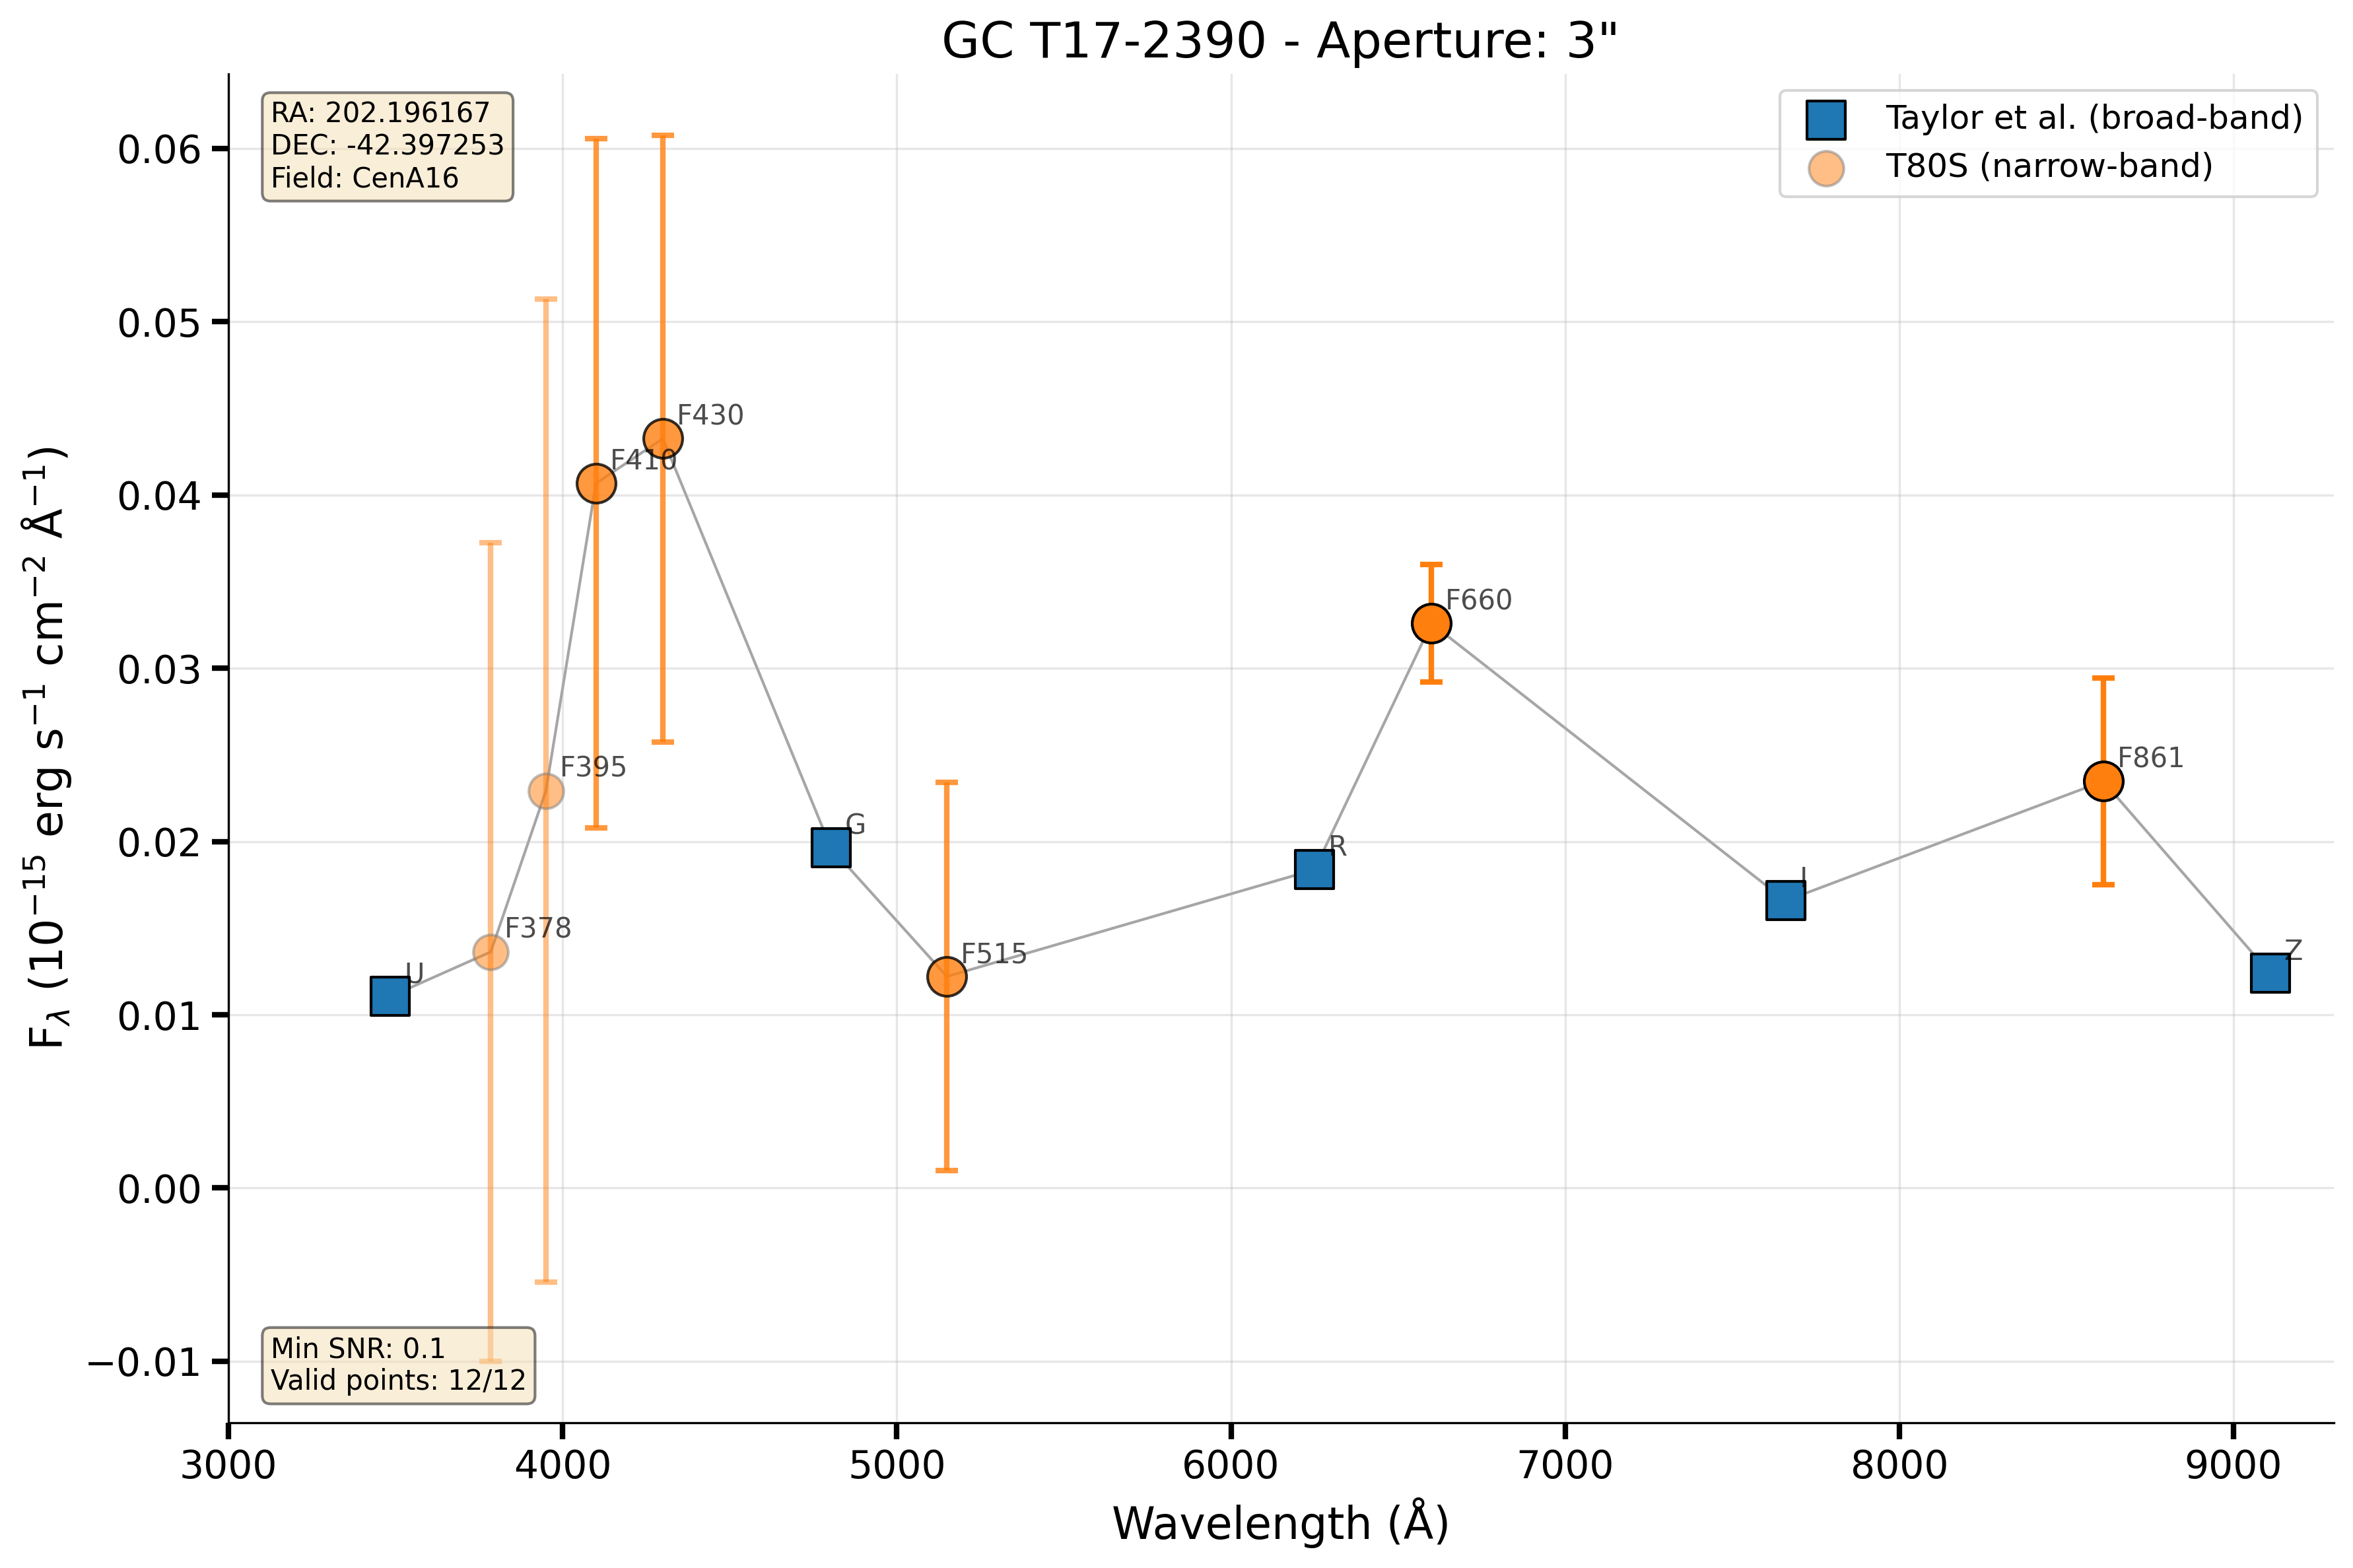 GC T17-2390 - Aperture: 3"
RA: 202.196167
DEC: -42.397253
Field: CenA16
Taylor et al. (broad-band)
T80S (narrow-band)
F_λ (10⁻¹⁵ erg s⁻¹ cm⁻² Å⁻¹)
0.06
0.05
0.04
0.03
0.02
0.01
0.00
−0.01
U
F378
F395
F410
F430
G
F515
R
F660
I
F861
Z
Min SNR: 0.1
Valid points: 12/12
3000 4000 5000 6000 7000 8000 9000
Wavelength (Å)